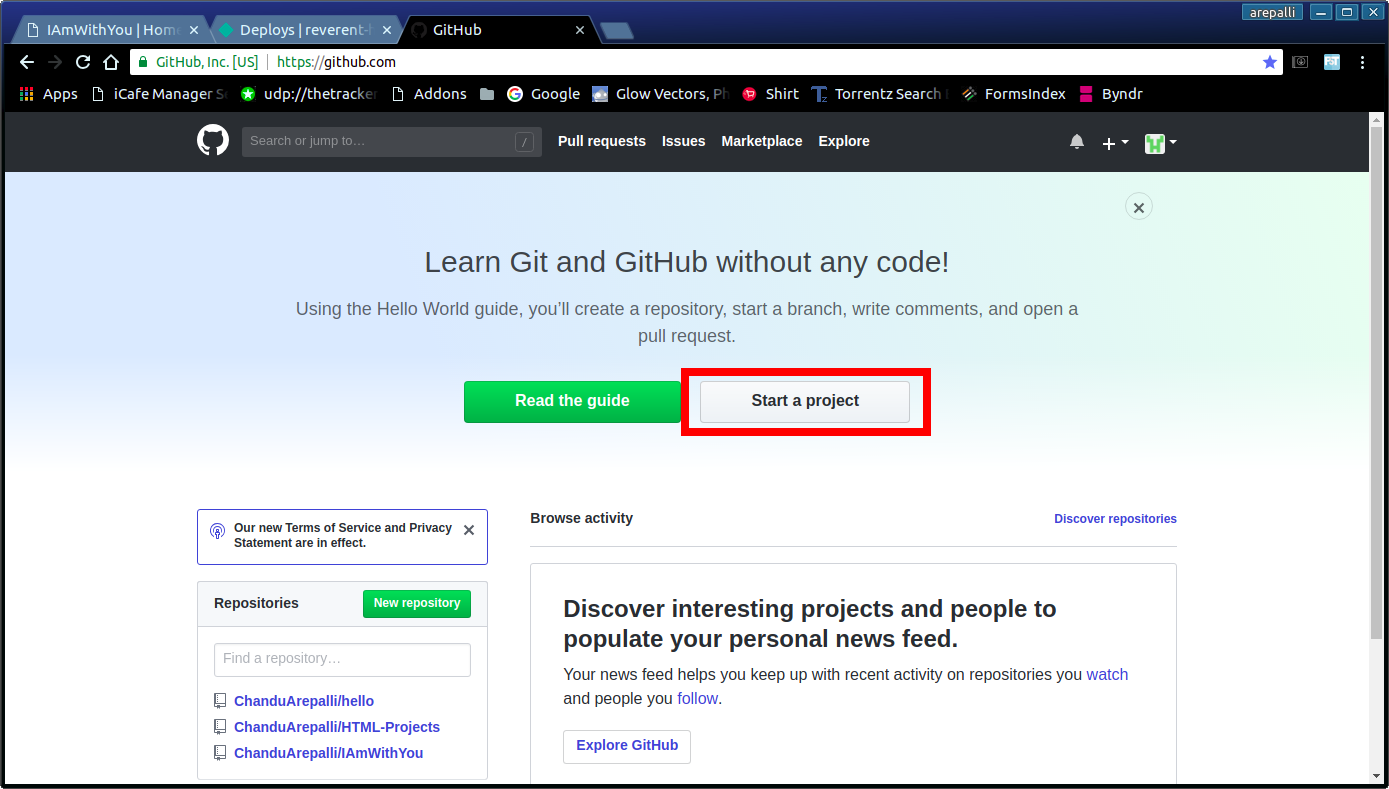 arepalli
IAmWithYou | Home
Deploys | reverent-
GitHub
GitHub, Inc. [US]
https://github.com
Apps
iCafe Manager
udp://thetracker
Addons
Google
Glow Vectors,
Shirt
Torrentz Search
FormsIndex
Byndr
Search or jump to…
/
Pull requests
Issues
Marketplace
Explore
Learn Git and GitHub without any code!
Using the Hello World guide, you’ll create a repository, start a branch, write comments, and open a
pull request.
Read the guide
Start a project
Our new Terms of Service and Privacy
Statement are in effect.
Repositories
New repository
Find a repository…
ChanduArepalli/hello
ChanduArepalli/HTML-Projects
ChanduArepalli/IAmWithYou
Browse activity
Discover repositories
Discover interesting projects and people to
populate your personal news feed.
Your news feed helps you keep up with recent activity on repositories you watch
and people you follow.
Explore GitHub